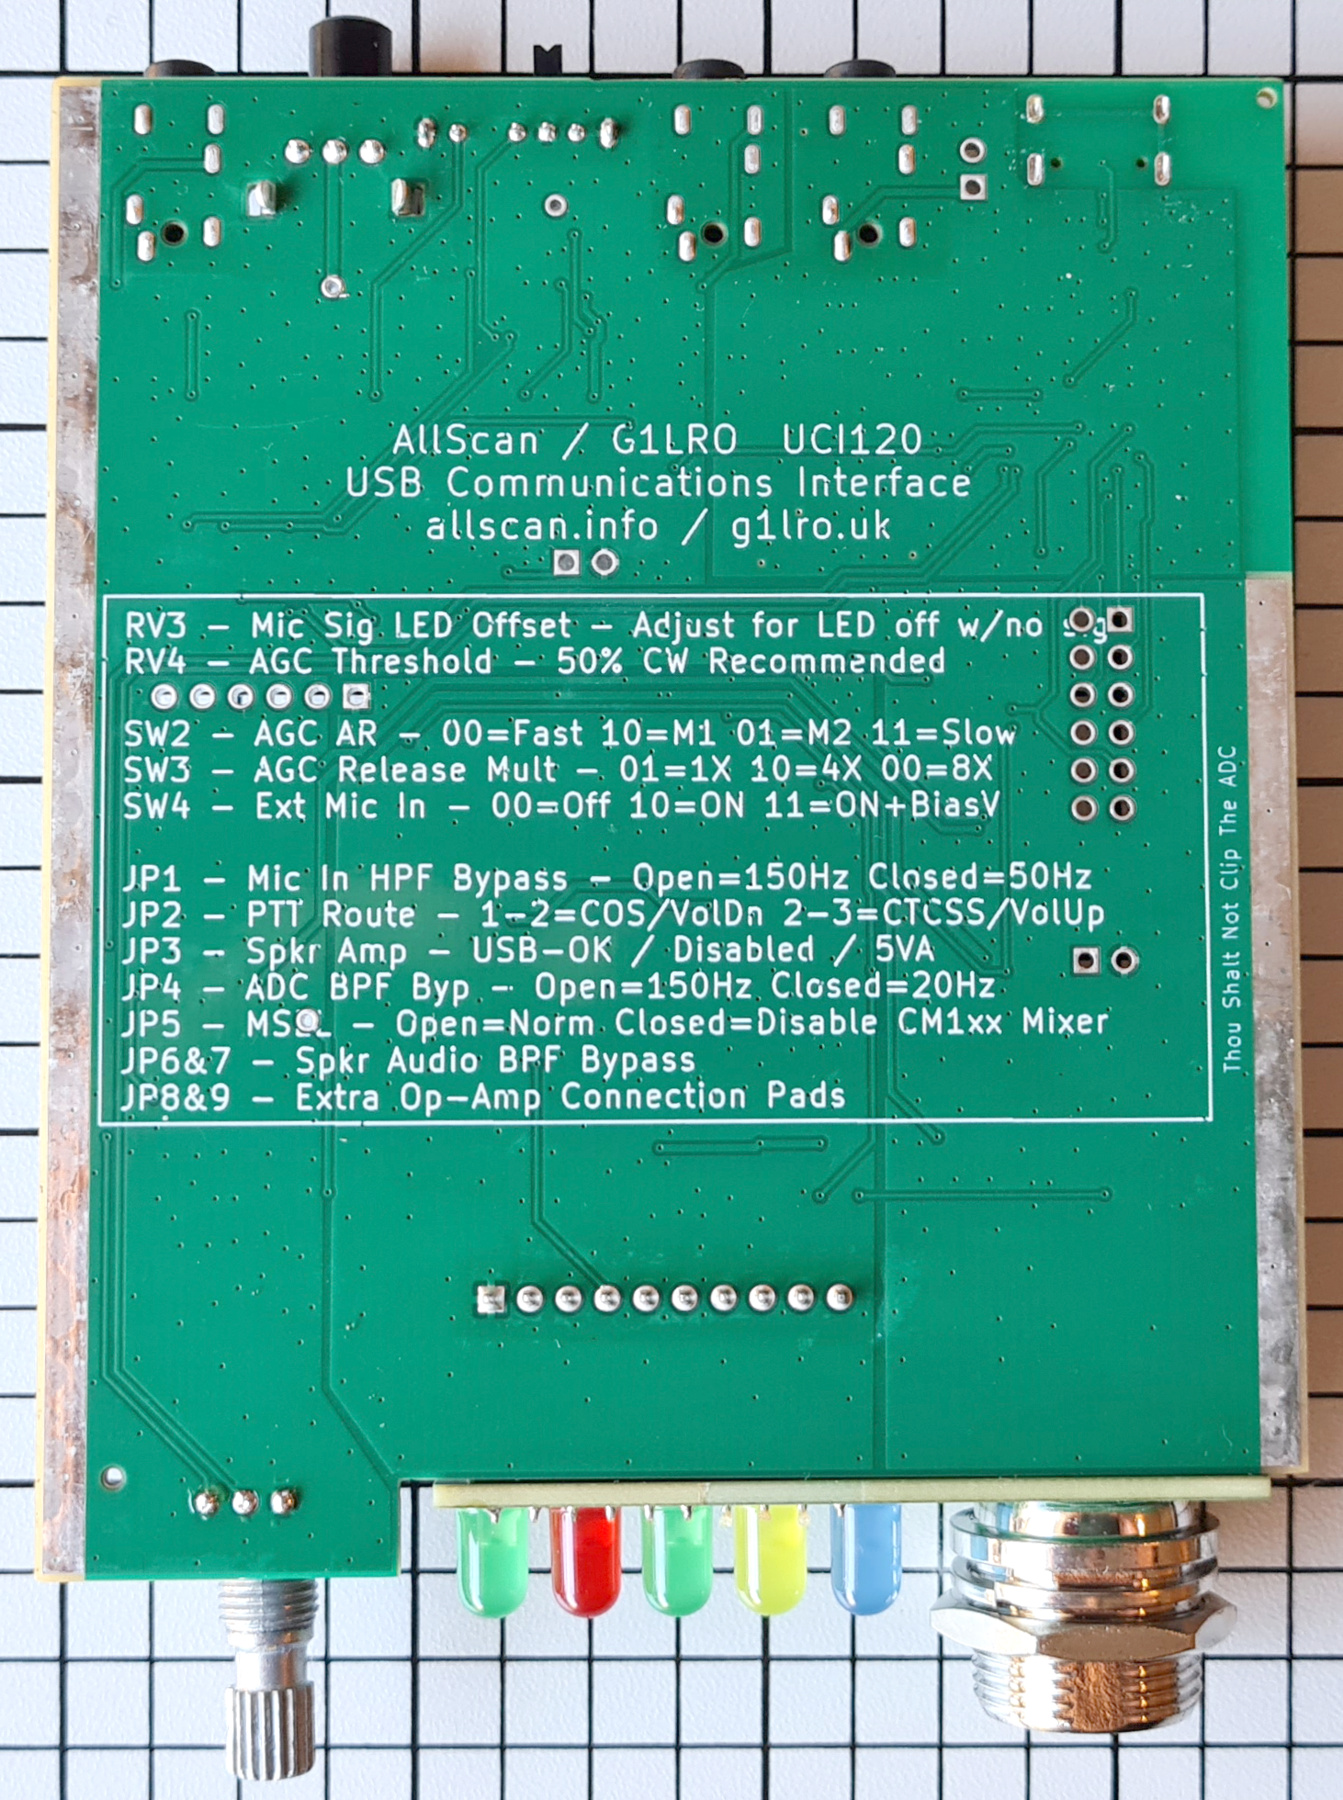 AllScan / G1LRO UCI120
USB Communications Interface
allscan.info / g1lro.uk
RV3 – Mic Sig LED Offset – Adjust for LED off w/no sig
RV4 – AGC Threshold – 50% CW Recommended
SW2 – AGC AR – 00=Fast 10=M1 01=M2 11=Slow
SW3 – AGC Release Mult – 01=1X 10=4X 00=8X
SW4 – Ext Mic In – 00=Off 10=ON 11=ON+BiasV
JP1 – Mic In HPF Bypass – Open=150Hz Closed=50Hz
JP2 – PTT Route – 1-2=COS/VolDn 2-3=CTCSS/VolUp
JP3 – Spkr Amp – USB-OK / Disabled / 5VA
JP4 – ADC BPF Byp – Open=150Hz Closed=20Hz
JP5 – MSEL – Open=Norm Closed=Disable CM1xx Mixer
JP6&7 – Spkr Audio BPF Bypass
JP8&9 – Extra Op-Amp Connection Pads
Thou Shalt Not Clip The ADC